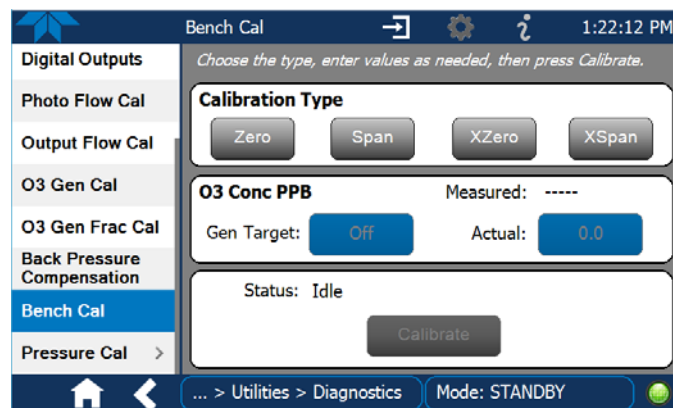 Bench Cal
1:22:12 PM
Digital Outputs
Photo Flow Cal
Output Flow Cal
O3 Gen Cal
O3 Gen Frac Cal
Back Pressure
Compensation
Bench Cal
Pressure Cal >
Choose the type, enter values as needed, then press Calibrate.
Calibration Type
Zero Span XZero XSpan
O3 Conc PPB Measured: -----
Gen Target: Off Actual: 0.0
Status: Idle
Calibrate
... > Utilities > Diagnostics Mode: STANDBY